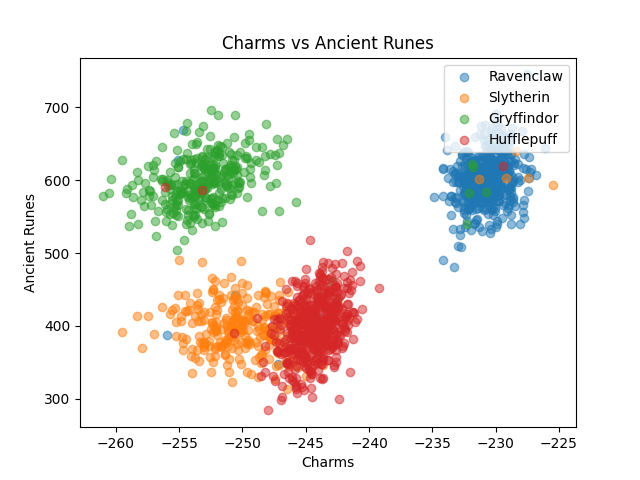 Charms vs Ancient Runes
Ravenclaw
Slytherin
Gryffindor
Hufflepuff
700
600
500
400
300
Ancient Runes
−260 −255 −250 −245 −240 −235 −230 −225
Charms